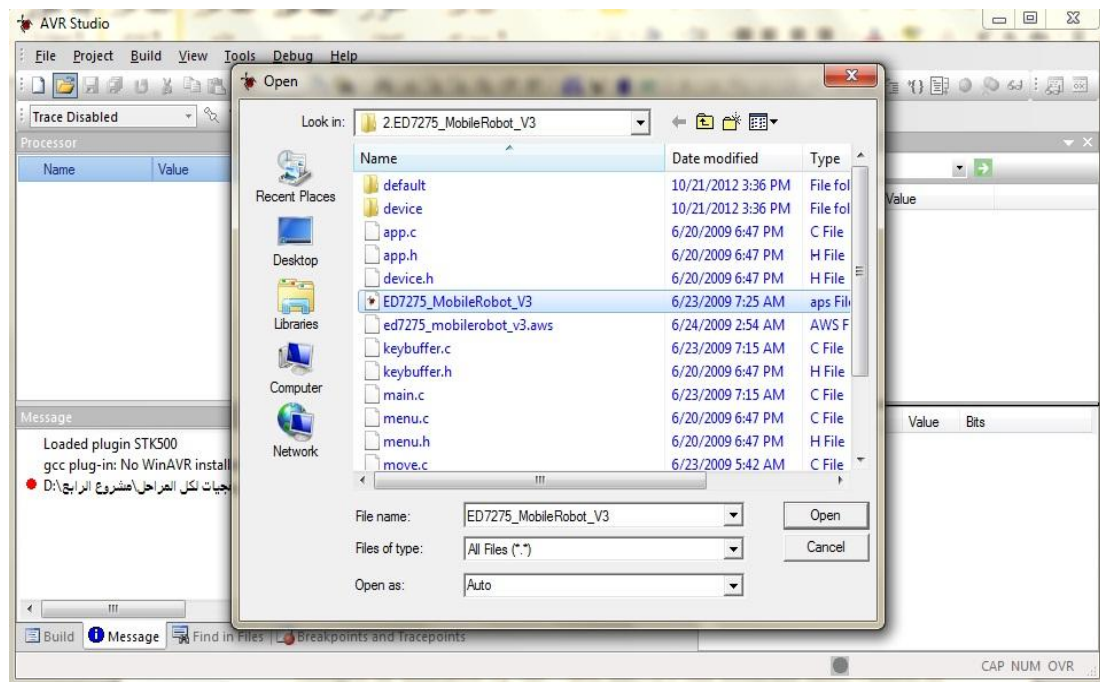 AVR Studio
File Project Build View Tools Debug Help
Open
Trace Disabled
Look in: 2.ED7275_MobileRobot_V3
Processor
Name Value
Value
Name Date modified Type
Recent Places
Desktop
Libraries
Computer
Network
default 10/21/2012 3:36 PM File fol
device 10/21/2012 3:36 PM File fol
app.c 6/20/2009 6:47 PM C File
app.h 6/20/2009 6:47 PM H File
device.h 6/20/2009 6:47 PM H File
ED7275_MobileRobot_V3 6/23/2009 7:25 AM aps File
ed7275_mobilerobot_v3.aws 6/24/2009 2:54 AM AWS F
keybuffer.c 6/23/2009 7:15 AM C File
keybuffer.h 6/20/2009 6:47 PM H File
main.c 6/23/2009 7:15 AM C File
menu.c 6/20/2009 6:47 PM C File
menu.h 6/20/2009 6:47 PM H File
move.c 6/23/2009 5:42 AM C File
Message
Loaded plugin STK500
gcc plug-in: No WinAVR install
D:\مشروع الرابع\جيات لكل المراحل
Value Bits
File name: ED7275_MobileRobot_V3 Open
Files of type: All Files (*.*) Cancel
Open as: Auto
Build Message Find in Files Breakpoints and Tracepoints
CAP NUM OVR